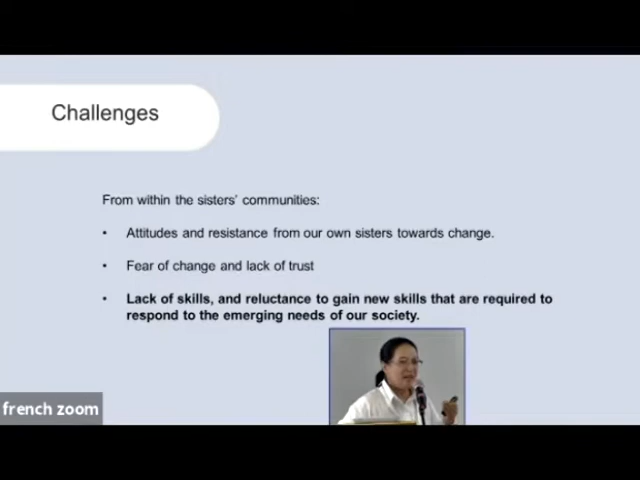 Challenges
From within the sisters' communities:
• Attitudes and resistance from our own sisters towards change.
• Fear of change and lack of trust
• Lack of skills, and reluctance to gain new skills that are required to
respond to the emerging needs of our society.
french zoom